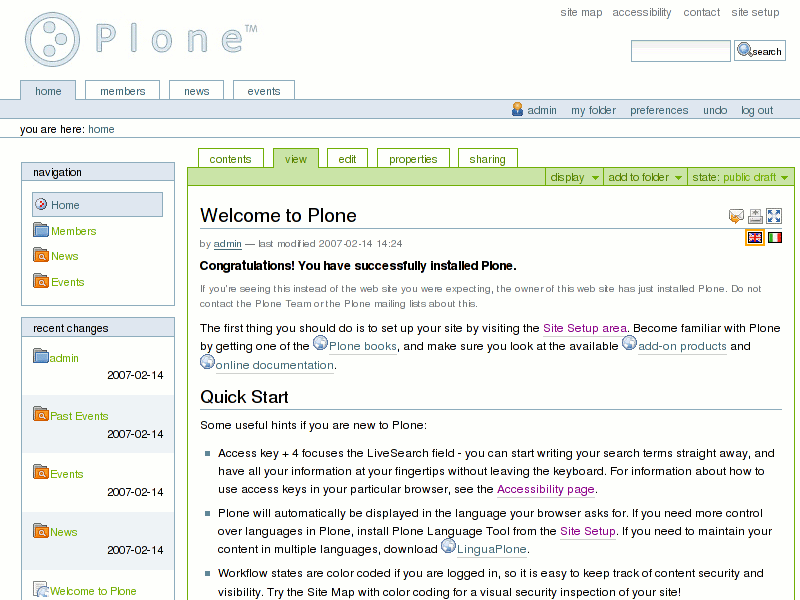 site map accessibility contact site setup
Plone™
search
home members news events
admin my folder preferences undo log out
you are here: home
navigation
Home
Members
News
Events
recent changes
admin
2007-02-14
Past Events
2007-02-14
Events
2007-02-14
News
2007-02-14
Welcome to Plone
contents view edit properties sharing
display add to folder state: public draft
Welcome to Plone
by admin — last modified 2007-02-14 14:24
Congratulations! You have successfully installed Plone.
If you're seeing this instead of the web site you were expecting, the owner of this web site has just installed Plone. Do not
contact the Plone Team or the Plone mailing lists about this.
The first thing you should do is to set up your site by visiting the Site Setup area. Become familiar with Plone
by getting one of the Plone books, and make sure you look at the available add-on products and
online documentation.
Quick Start
Some useful hints if you are new to Plone:
Access key + 4 focuses the LiveSearch field - you can start writing your search terms straight away, and
have all your information at your fingertips without leaving the keyboard. For information about how to
use access keys in your particular browser, see the Accessibility page.
Plone will automatically be displayed in the language your browser asks for. If you need more control
over languages in Plone, install Plone Language Tool from the Site Setup. If you need to maintain your
content in multiple languages, download LinguaPlone.
Workflow states are color coded if you are logged in, so it is easy to keep track of content security and
visibility. Try the Site Map with color coding for a visual security inspection of your site!